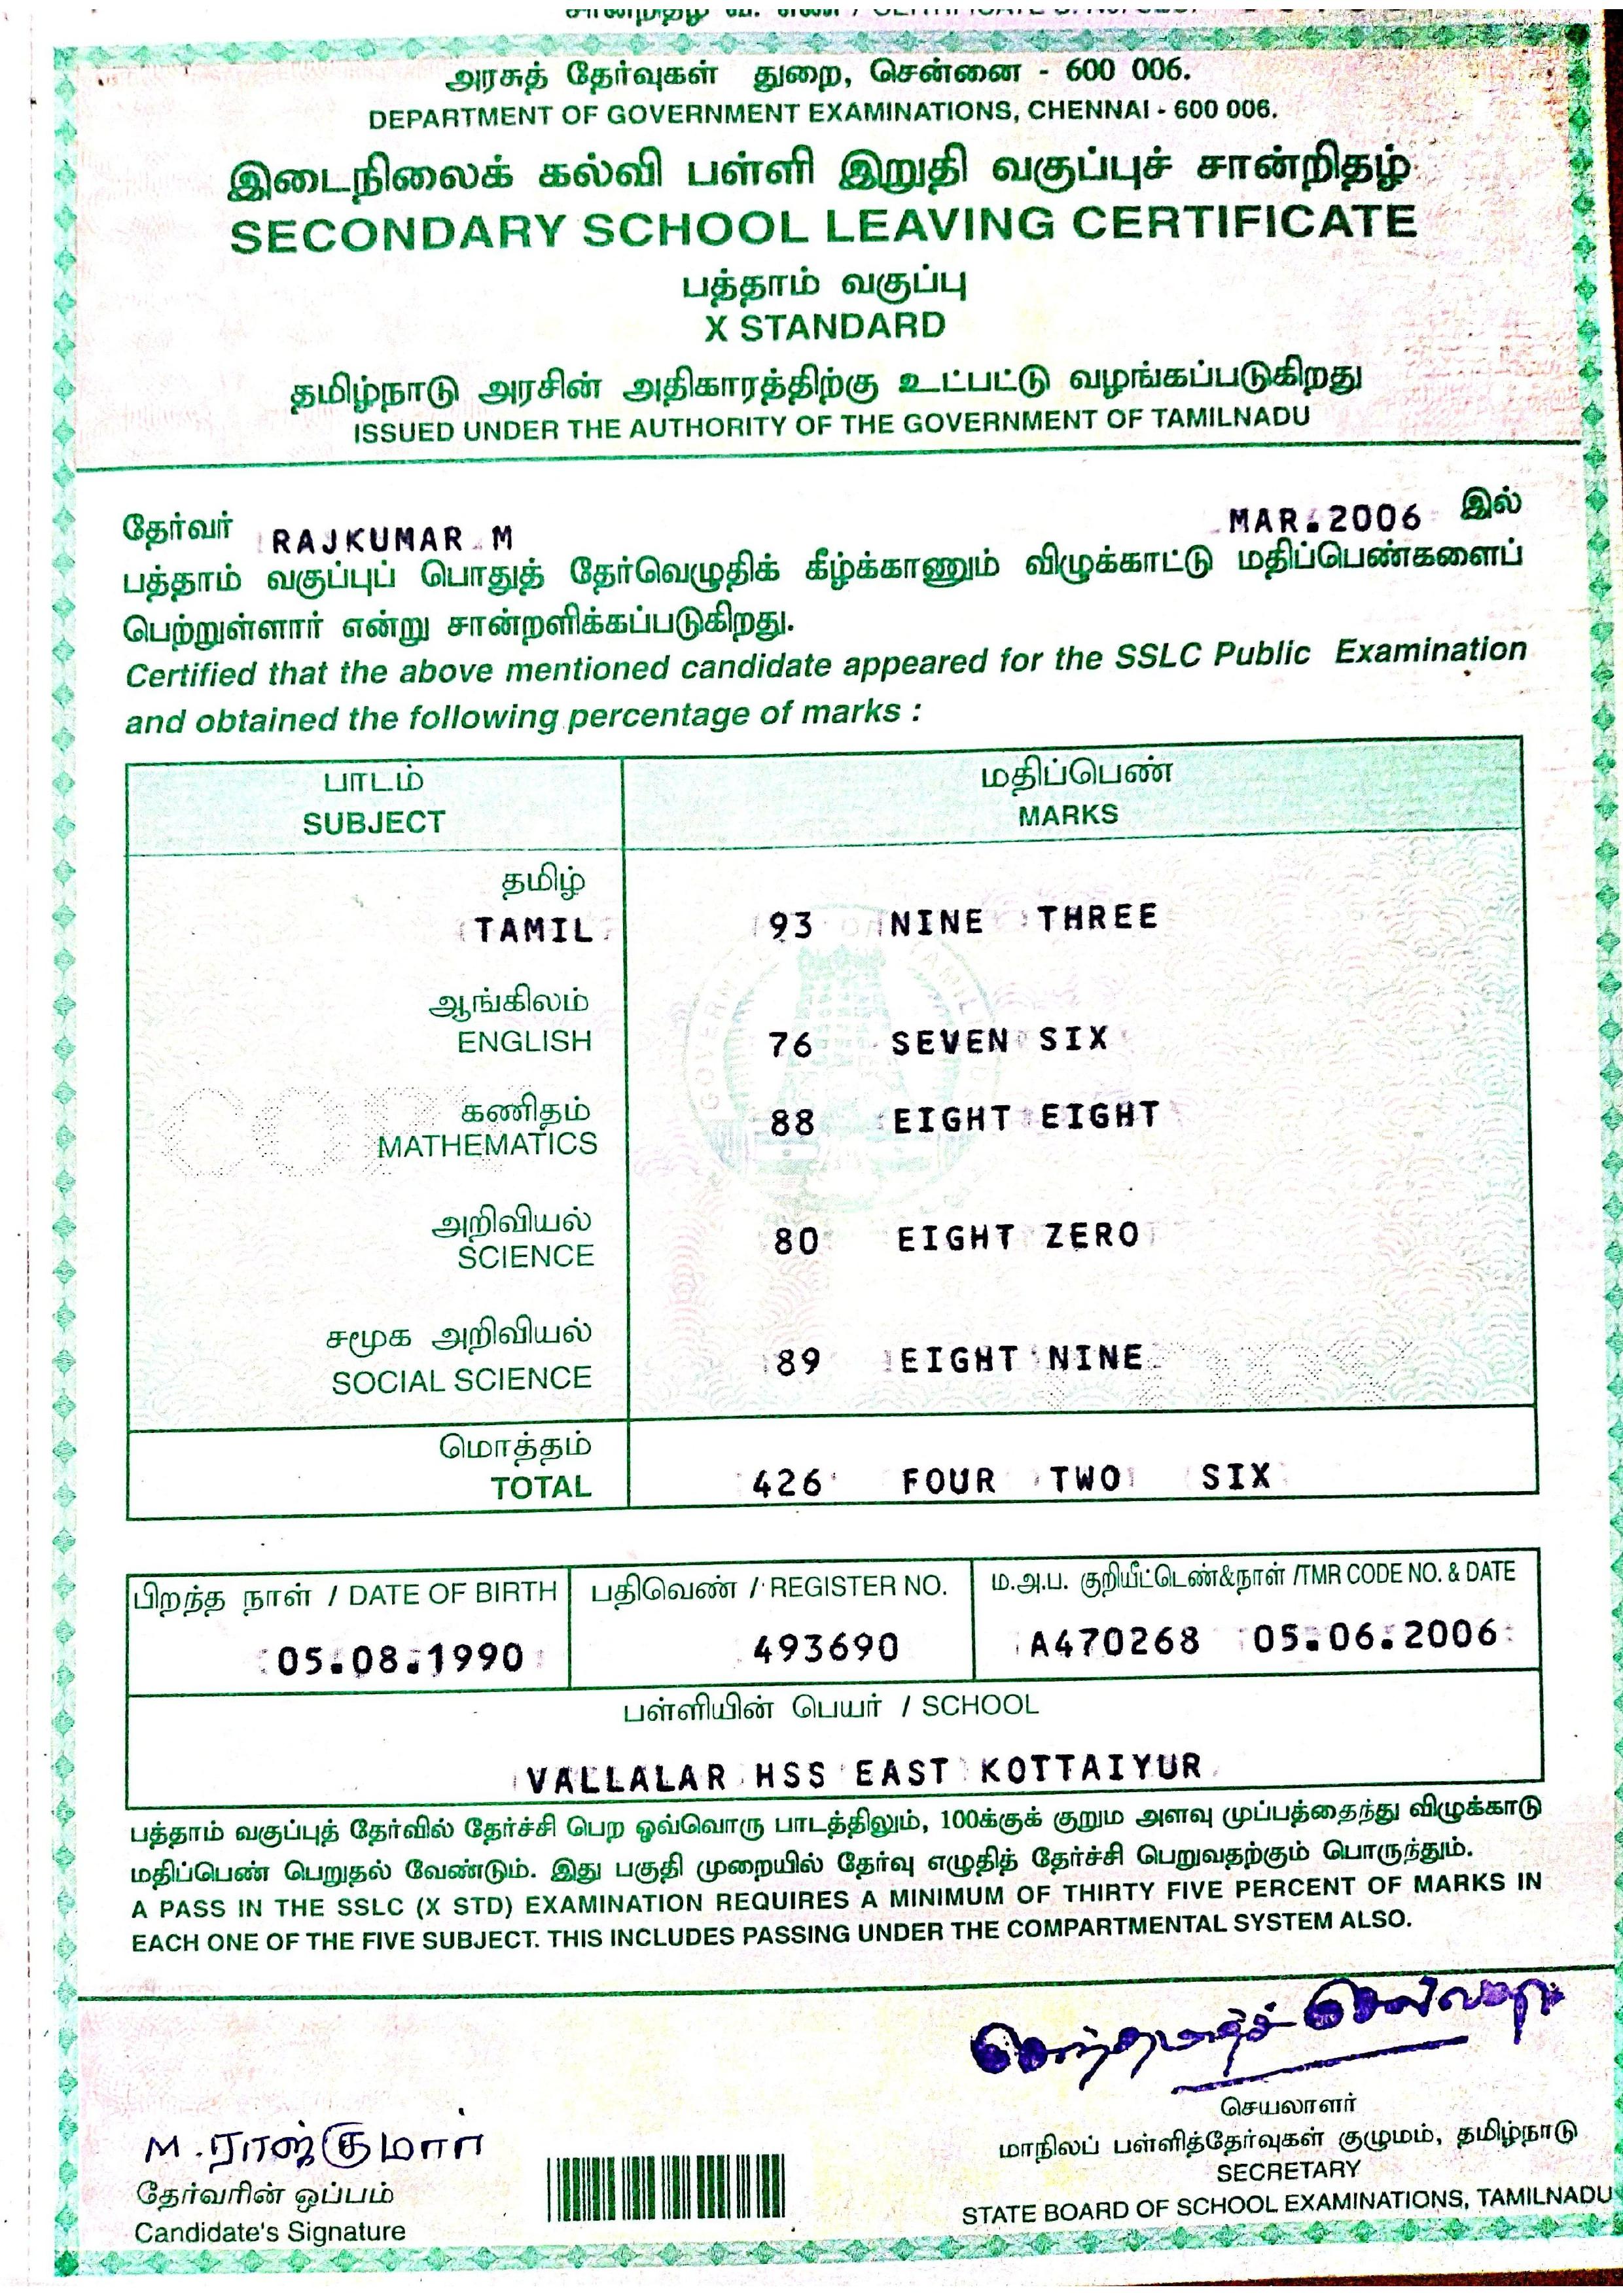 அரசுத் தேர்வுகள் துறை, சென்னை - 600 006.
DEPARTMENT OF GOVERNMENT EXAMINATIONS, CHENNAI - 600 006.
இடைநிலைக் கல்வி பள்ளி இறுதி வகுப்புச் சான்றிதழ்
SECONDARY SCHOOL LEAVING CERTIFICATE
பத்தாம் வகுப்பு
X STANDARD
தமிழ்நாடு அரசின் அதிகாரத்திற்கு உட்பட்டு வழங்கப்படுகிறது
ISSUED UNDER THE AUTHORITY OF THE GOVERNMENT OF TAMILNADU
தேர்வர் RAJKUMAR M MAR.2006 இல்
பத்தாம் வகுப்புப் பொதுத் தேர்வெழுதிக் கீழ்க்காணும் விழுக்காட்டு மதிப்பெண்களைப்
பெற்றுள்ளார் என்று சான்றளிக்கப்படுகிறது.
Certified that the above mentioned candidate appeared for the SSLC Public Examination
and obtained the following percentage of marks :
பாடம் மதிப்பெண்
SUBJECT MARKS
தமிழ்
TAMIL 93 NINE THREE
ஆங்கிலம்
ENGLISH 76 SEVEN SIX
கணிதம்
MATHEMATICS 88 EIGHT EIGHT
அறிவியல்
SCIENCE 80 EIGHT ZERO
சமூக அறிவியல்
SOCIAL SCIENCE 89 EIGHT NINE
மொத்தம்
TOTAL 426 FOUR TWO SIX
பிறந்த நாள் / DATE OF BIRTH பதிவெண் / REGISTER NO. ம.அ.ப. குறியீட்டெண்&நாள் /TMR CODE NO. & DATE
05.08.1990 493690 A470268 05.06.2006
பள்ளியின் பெயர் / SCHOOL
VALLALAR HSS EAST KOTTAIYUR
பத்தாம் வகுப்புத் தேர்வில் தேர்ச்சி பெற ஒவ்வொரு பாடத்திலும், 100க்குக் குறும அளவு முப்பத்தைந்து விழுக்காடு
மதிப்பெண் பெறுதல் வேண்டும். இது பகுதி முறையில் தேர்வு எழுதித் தேர்ச்சி பெறுவதற்கும் பொருந்தும்.
A PASS IN THE SSLC (X STD) EXAMINATION REQUIRES A MINIMUM OF THIRTY FIVE PERCENT OF MARKS IN
EACH ONE OF THE FIVE SUBJECT. THIS INCLUDES PASSING UNDER THE COMPARTMENTAL SYSTEM ALSO.
செயலாளர்
மாநிலப் பள்ளித்தேர்வுகள் குழுமம், தமிழ்நாடு
SECRETARY
STATE BOARD OF SCHOOL EXAMINATIONS, TAMILNADU
M. ராஜ்குமார்
தேர்வரின் ஒப்பம்
Candidate's Signature